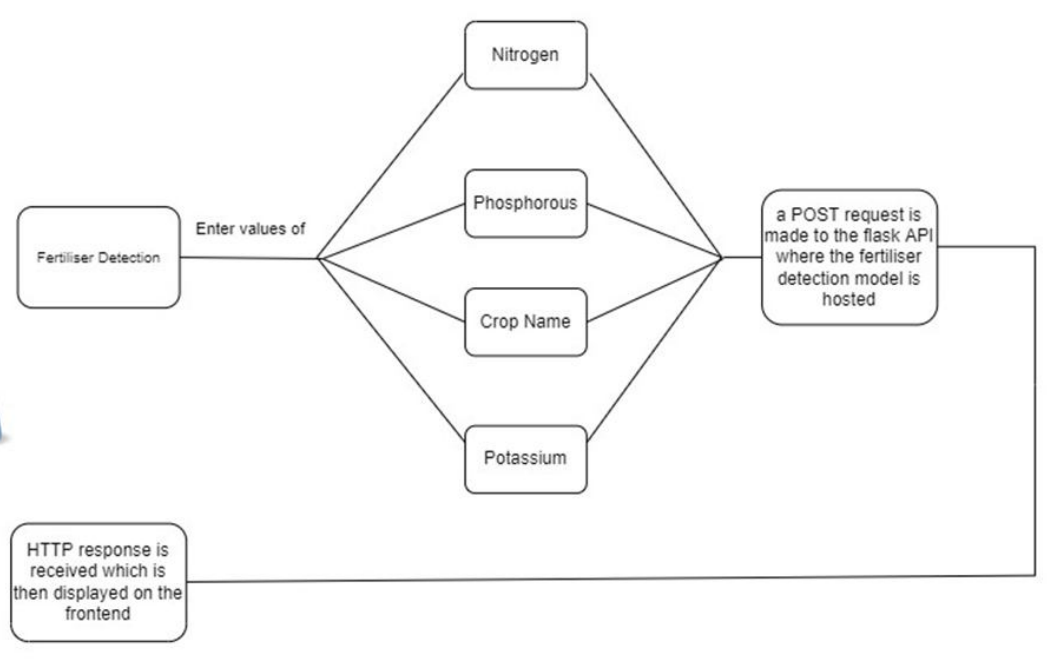 Nitrogen
Phosphorous
Fertiliser Detection
Enter values of
Crop Name
Potassium
a POST request is
made to the flask API
where the fertiliser
detection model is
hosted
HTTP response is
received which is
then displayed on the
frontend